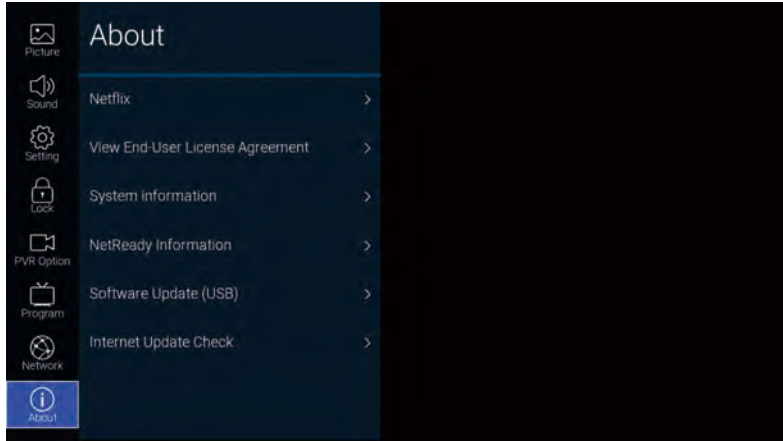 About
Picture
Sound
Setting
Lock
PVR Option
Program
Network
About
Netflix
View End-User License Agreement
System information
NetReady Information
Software Update (USB)
Internet Update Check